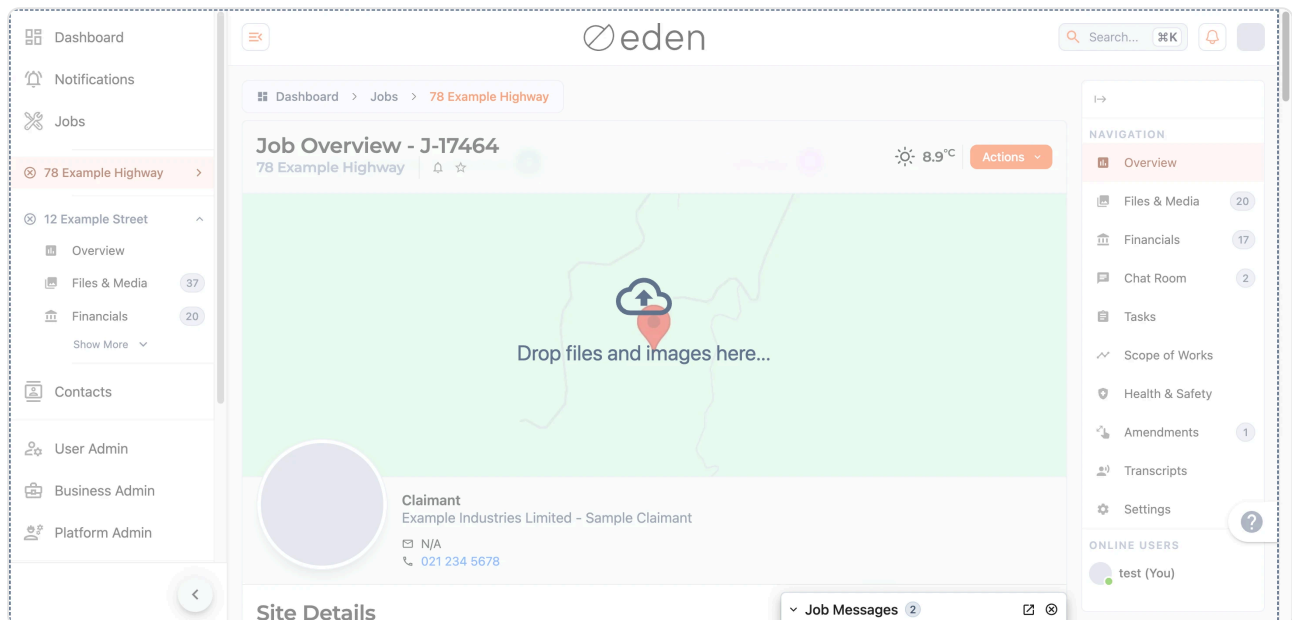 Dashboard
Notifications
Jobs
78 Example Highway
12 Example Street
Overview
Files & Media 37
Financials 20
Show More
Contacts
User Admin
Business Admin
Platform Admin
eden
Search... ⌘K
Dashboard > Jobs > 78 Example Highway
Job Overview - J-17464
78 Example Highway
8.9°C
Actions
Drop files and images here...
Claimant
Example Industries Limited - Sample Claimant
N/A
021 234 5678
Site Details
Job Messages 2
NAVIGATION
Overview
Files & Media 20
Financials 17
Chat Room 2
Tasks
Scope of Works
Health & Safety
Amendments 1
Transcripts
Settings
ONLINE USERS
test (You)